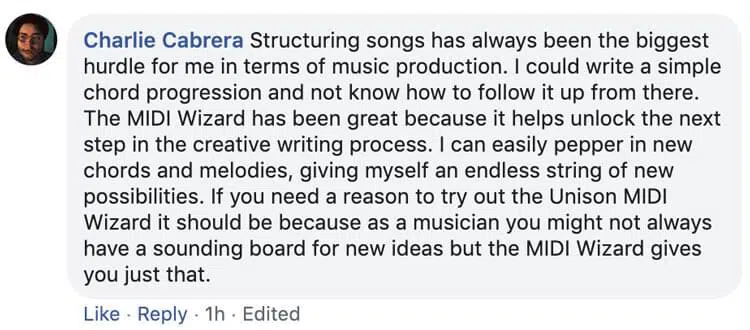 Charlie Cabrera Structuring songs has always been the biggest
hurdle for me in terms of music production. I could write a simple
chord progression and not know how to follow it up from there.
The MIDI Wizard has been great because it helps unlock the next
step in the creative writing process. I can easily pepper in new
chords and melodies, giving myself an endless string of new
possibilities. If you need a reason to try out the Unison MIDI
Wizard it should be because as a musician you might not always
have a sounding board for new ideas but the MIDI Wizard gives
you just that.
Like · Reply · 1h · Edited